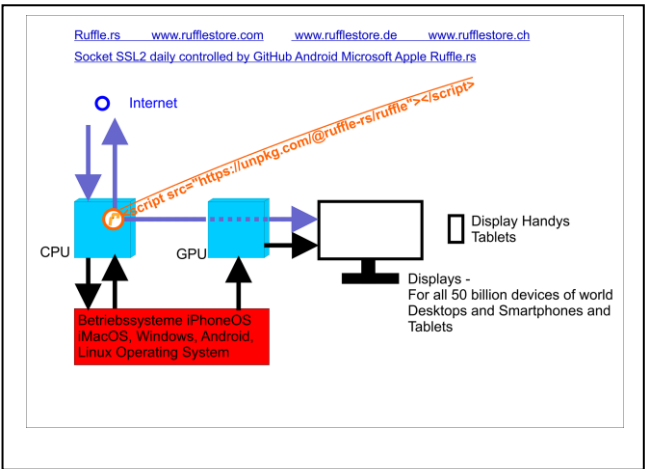 Ruffle.rs www.rufflestore.com www.rufflestore.de www.rufflestore.ch
Socket SSL2 daily controlled by GitHub Android Microsoft Apple Ruffle.rs
Internet
<script src="https://unpkg.com/@ruffle-rs/ruffle"></script>
CPU
GPU
Display Handys
Tablets
Displays -
For all 50 billion devices of world
Desktops and Smartphones and
Tablets
Betriebssysteme iPhoneOS
iMacOS, Windows, Android,
Linux Operating System